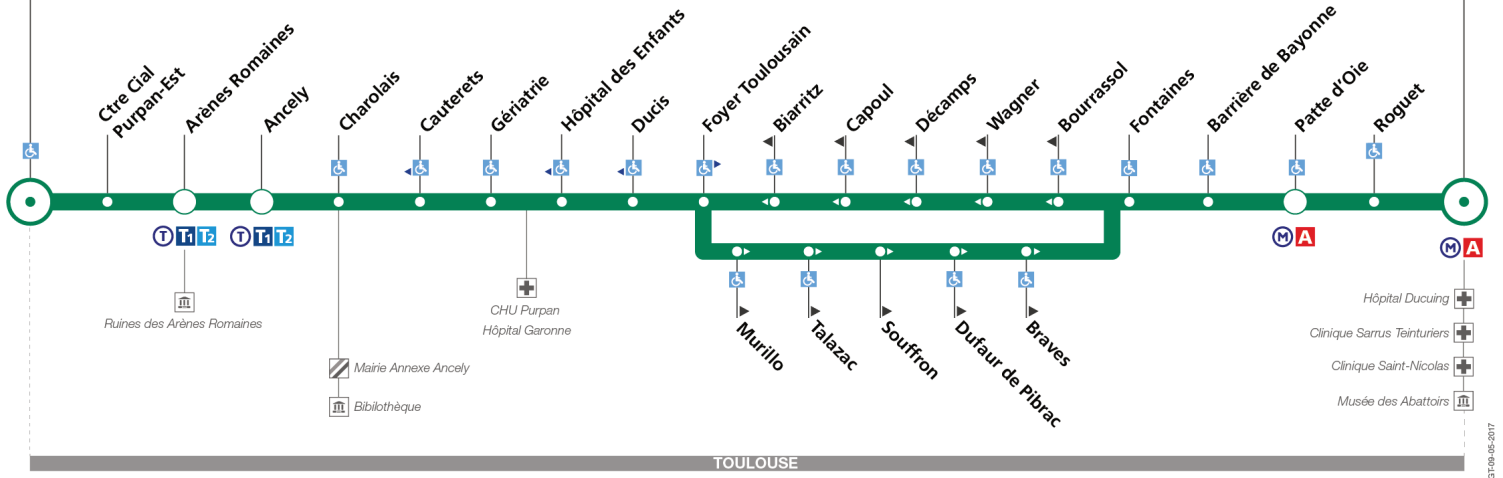 Ctre Cial
Purpan-Est
Arènes Romaines
Ancely
Charolais
Cauterets
Gériatrie
Hôpital des Enfants
Ducis
Foyer Toulousain
Biarritz
Capoul
Décamps
Wagner
Bourrassol
Fontaines
Barrière de Bayonne
Patte d'Oie
Roguet
T T1 T2
T T1 T2
M A
M A
Ruines des Arènes Romaines
CHU Purpan
Hôpital Garonne
Mairie Annexe Ancely
Bibilothèque
Murillo
Talazac
Souffron
Dufaur de Pibrac
Braves
Hôpital Ducuing
Clinique Sarrus Teinturiers
Clinique Saint-Nicolas
Musée des Abattoirs
TOULOUSE
GT-09-05-2017